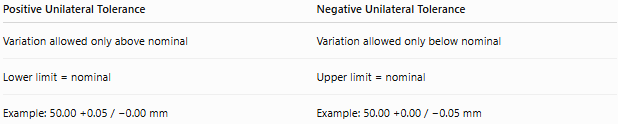 Positive Unilateral Tolerance Negative Unilateral Tolerance
Variation allowed only above nominal Variation allowed only below nominal
Lower limit = nominal Upper limit = nominal
Example: 50.00 +0.05 / −0.00 mm Example: 50.00 +0.00 / −0.05 mm